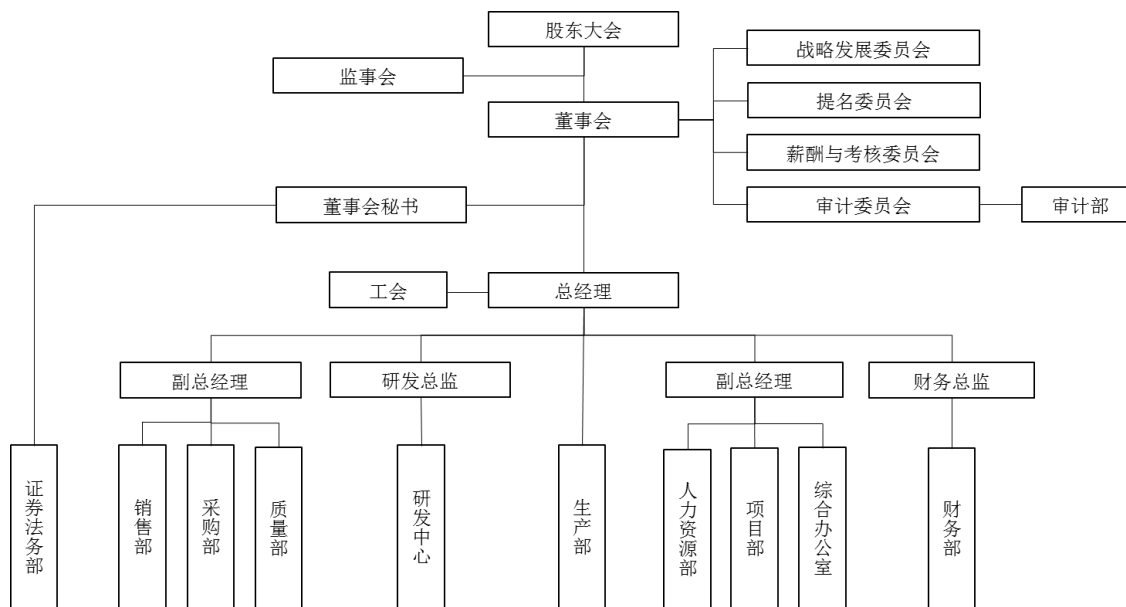 股东大会
监事会
董事会
战略发展委员会
提名委员会
薪酬与考核委员会
审计委员会
审计部
董事会秘书
工会
总经理
副总经理
研发总监
副总经理
财务总监
证券法务部
销售部
采购部
质量部
研发中心
生产部
人力资源部
项目部
综合办公室
财务部